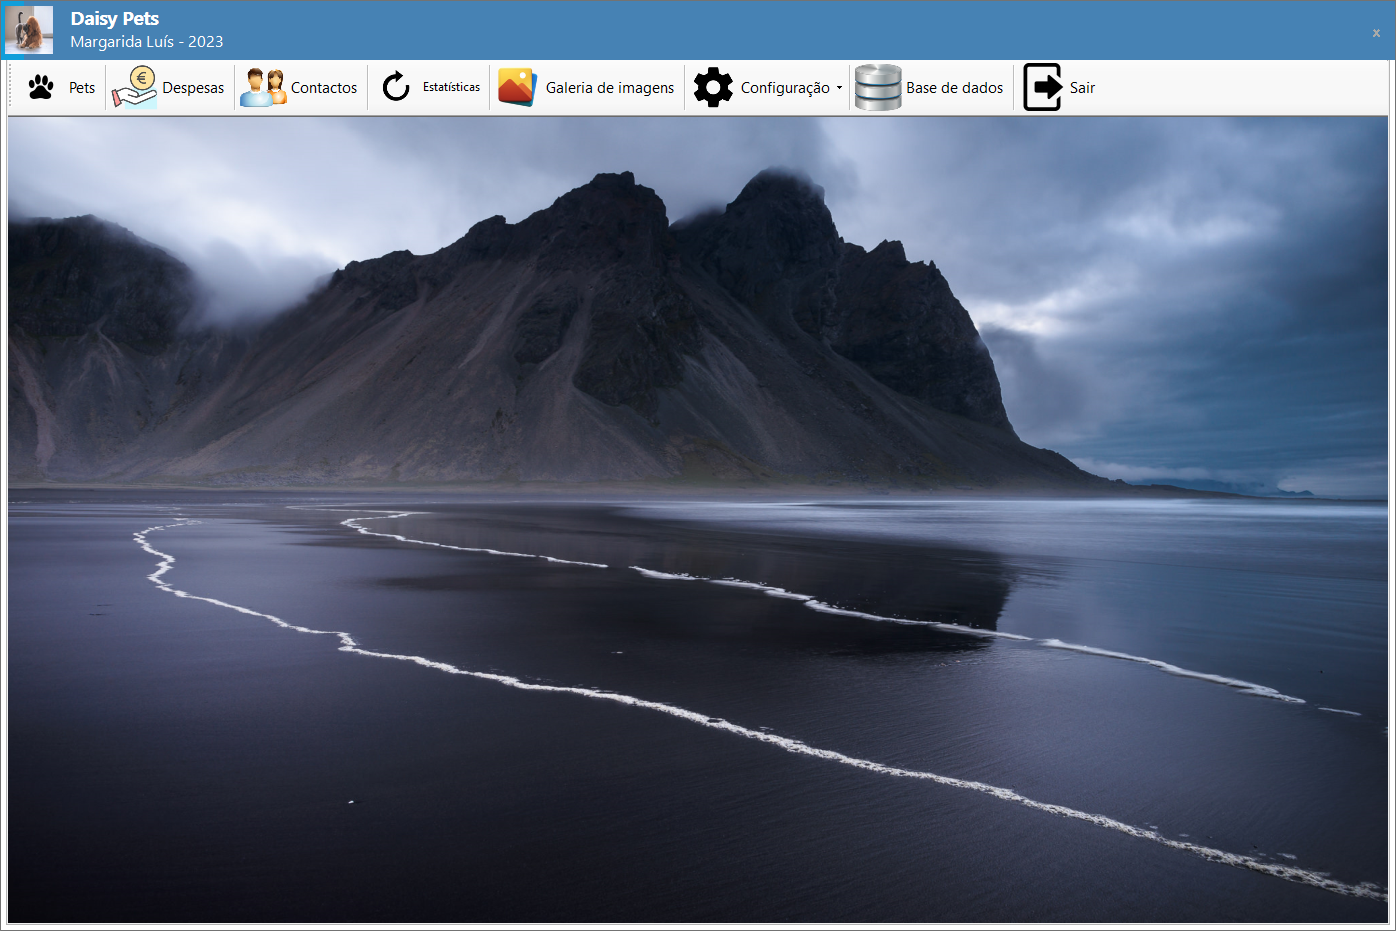 Daisy Pets
Margarida Luís - 2023
x
Pets
Despesas
Contactos
Estatísticas
Galeria de imagens
Configuração
Base de dados
Sair